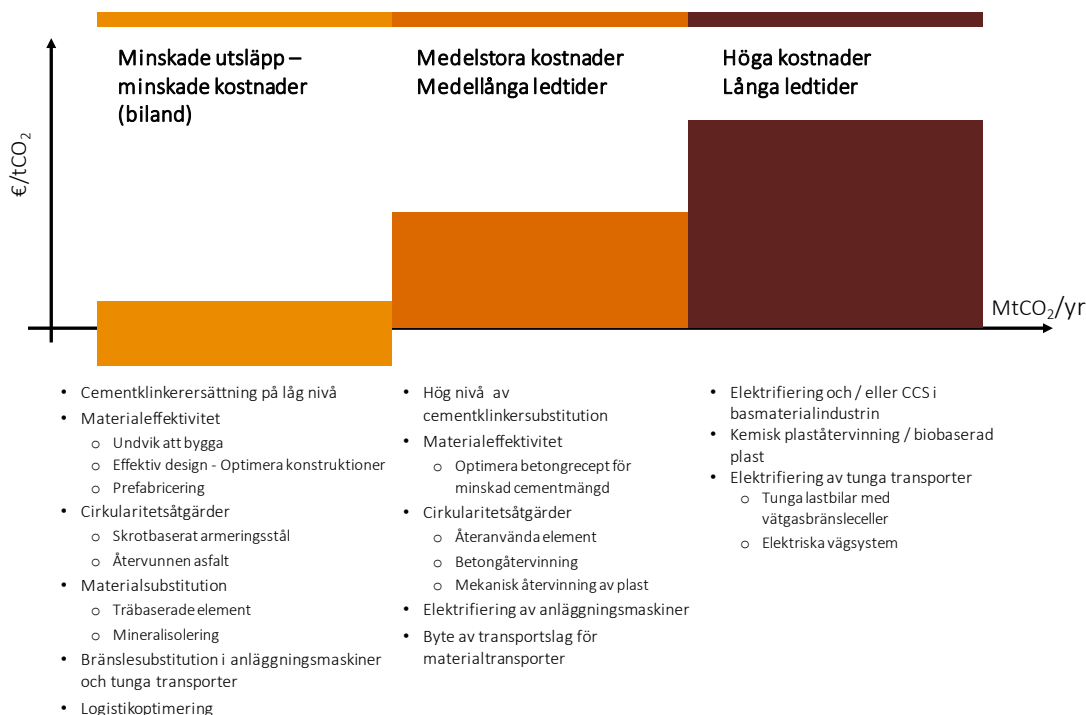 Minskade utsläpp –
minskade kostnader
(biland)
Medelstora kostnader
Medellånga ledtider
Höga kostnader
Långa ledtider
€/tCO₂
MtCO₂/yr
• Cementklinkerersättning på låg nivå
• Materialeffektivitet
o Undvik att bygga
o Effektiv design - Optimera konstruktioner
o Prefabricering
• Cirkularitetsåtgärder
o Skrotbaserat armeringsstål
o Återvunnen asfalt
• Materialsubstitution
o Träbaserade element
o Mineralisolering
• Bränslesubstitution i anläggningsmaskiner
och tunga transporter
• Logistikoptimering
• Hög nivå av
cementklinkersubstitution
• Materialeffektivitet
o Optimera betongrecept för
minskad cementmängd
• Cirkularitetsåtgärder
o Återanvända element
o Betongåtervinning
o Mekanisk återvinning av plast
• Elektrifiering av anläggningsmaskiner
• Byte av transportslag för
materialtransporter
• Elektrifiering och / eller CCS i
basmaterialindustrin
• Kemisk plaståtervinning / biobaserad
plast
• Elektrifiering av tunga transporter
o Tunga lastbilar med
vätgasbränsleceller
o Elektriska vägsystem